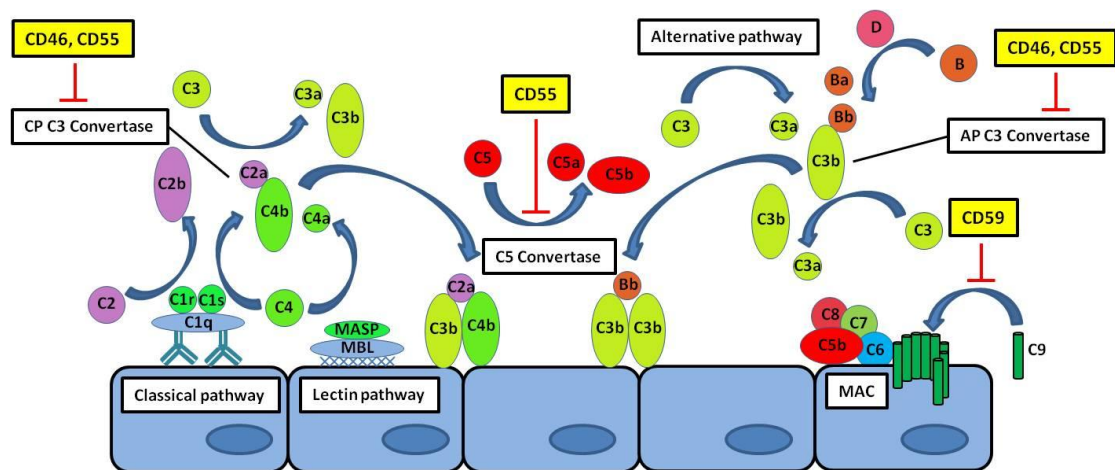 CD46, CD55
CP C3 Convertase
C3
C3a
C3b
C2b
C2a
C4b
C4a
C2
C4
C1r
C1s
C1q
MASP
MBL
Classical pathway
Lectin pathway
CD55
C5
C5a
C5b
C5 Convertase
C2a
C3b
C4b
Bb
C3b
C3b
Alternative pathway
D
B
Ba
Bb
C3
C3a
C3b
CD46, CD55
AP C3 Convertase
C3b
C3a
C3
CD59
C8
C7
C5b
C6
C9
MAC